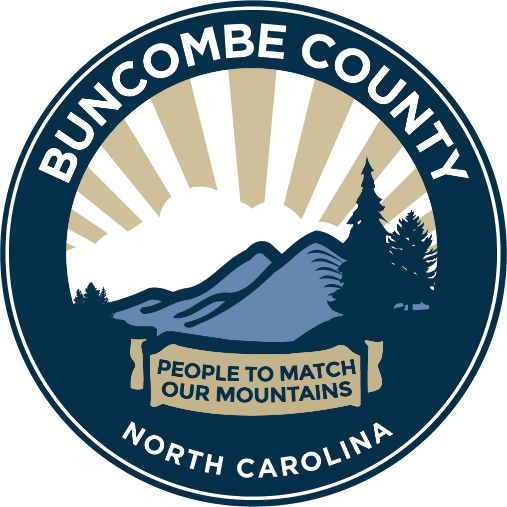 BUNCOMBE COUNTY
PEOPLE TO MATCH
OUR MOUNTAINS
NORTH CAROLINA